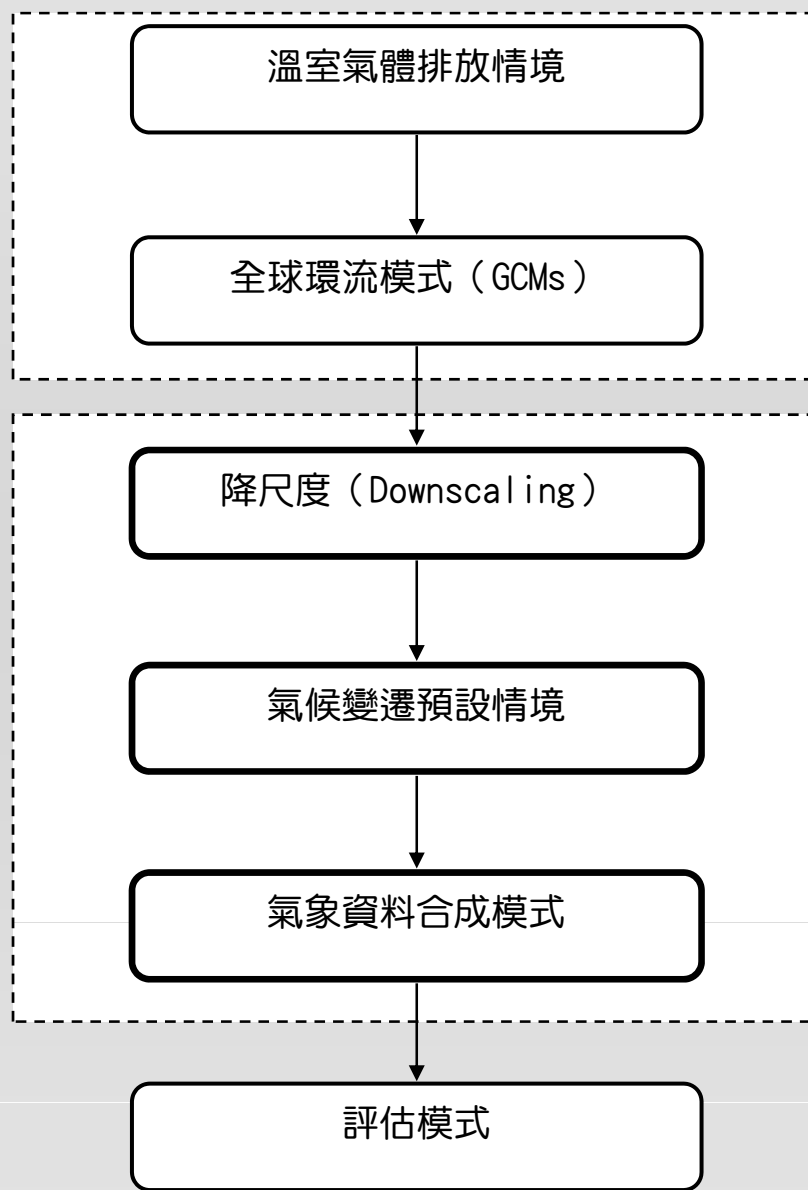 溫室氣體排放情境
全球環流模式（GCMs）
降尺度（Downscaling）
氣候變遷預設情境
氣象資料合成模式
評估模式